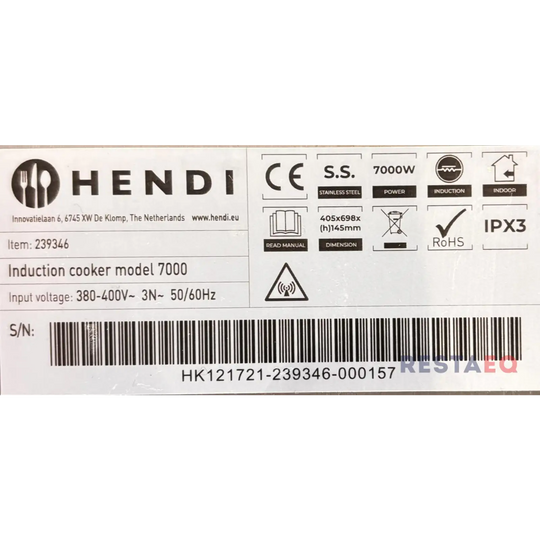 HENDI
Innovatielaan 6, 6745 XW De Klomp, The Netherlands www.hendi.eu
Item: 239346
Induction cooker model 7000
Input voltage: 380-400V~ 3N~ 50/60Hz
S/N:
HK121721-239346-000157
CE
S.S.
STAINLESS STEEL
7000W
POWER
INDUCTION
INDOOR
READ MANUAL
405x698x
(h)145mm
DIMENSION
RoHS
IPX3
RESTAEQ